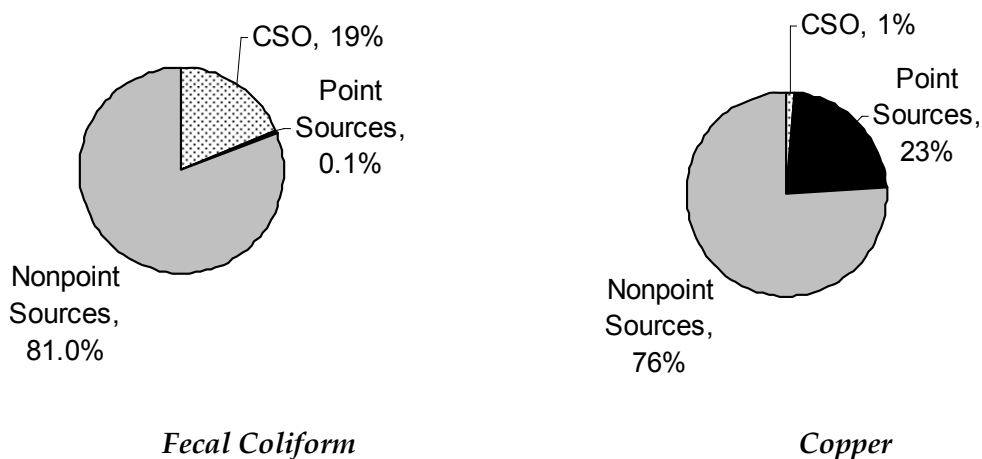 CSO, 19%
Point
Sources,
0.1%
Nonpoint
Sources,
81.0%
Fecal Coliform
CSO, 1%
Point
Sources,
23%
Nonpoint
Sources,
76%
Copper